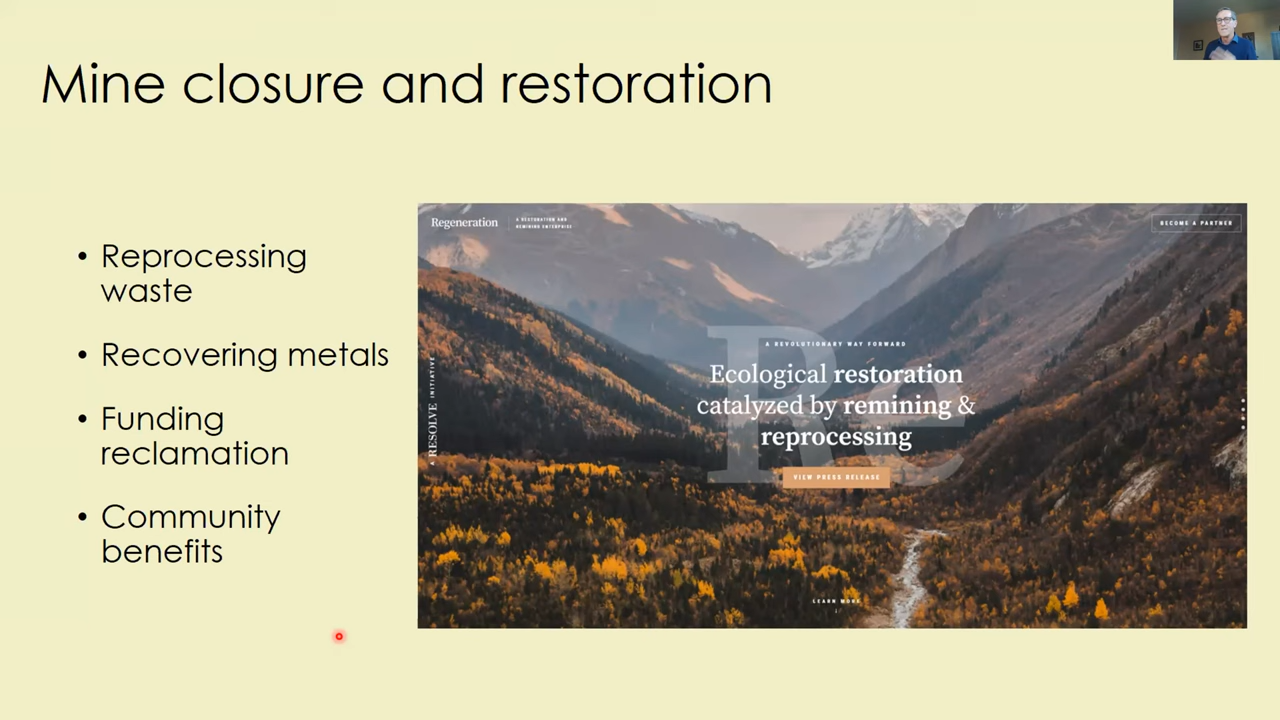 Mine closure and restoration
• Reprocessing
waste
• Recovering metals
• Funding
reclamation
• Community
benefits
Regeneration
A RESTORATION AND
REMINING ENTERPRISE
BECOME A PARTNER
A RESOLVE INITIATIVE
Re
A REVOLUTIONARY WAY FORWARD
Ecological restoration
catalyzed by remining &
reprocessing
VIEW PRESS RELEASE
LEARN MORE